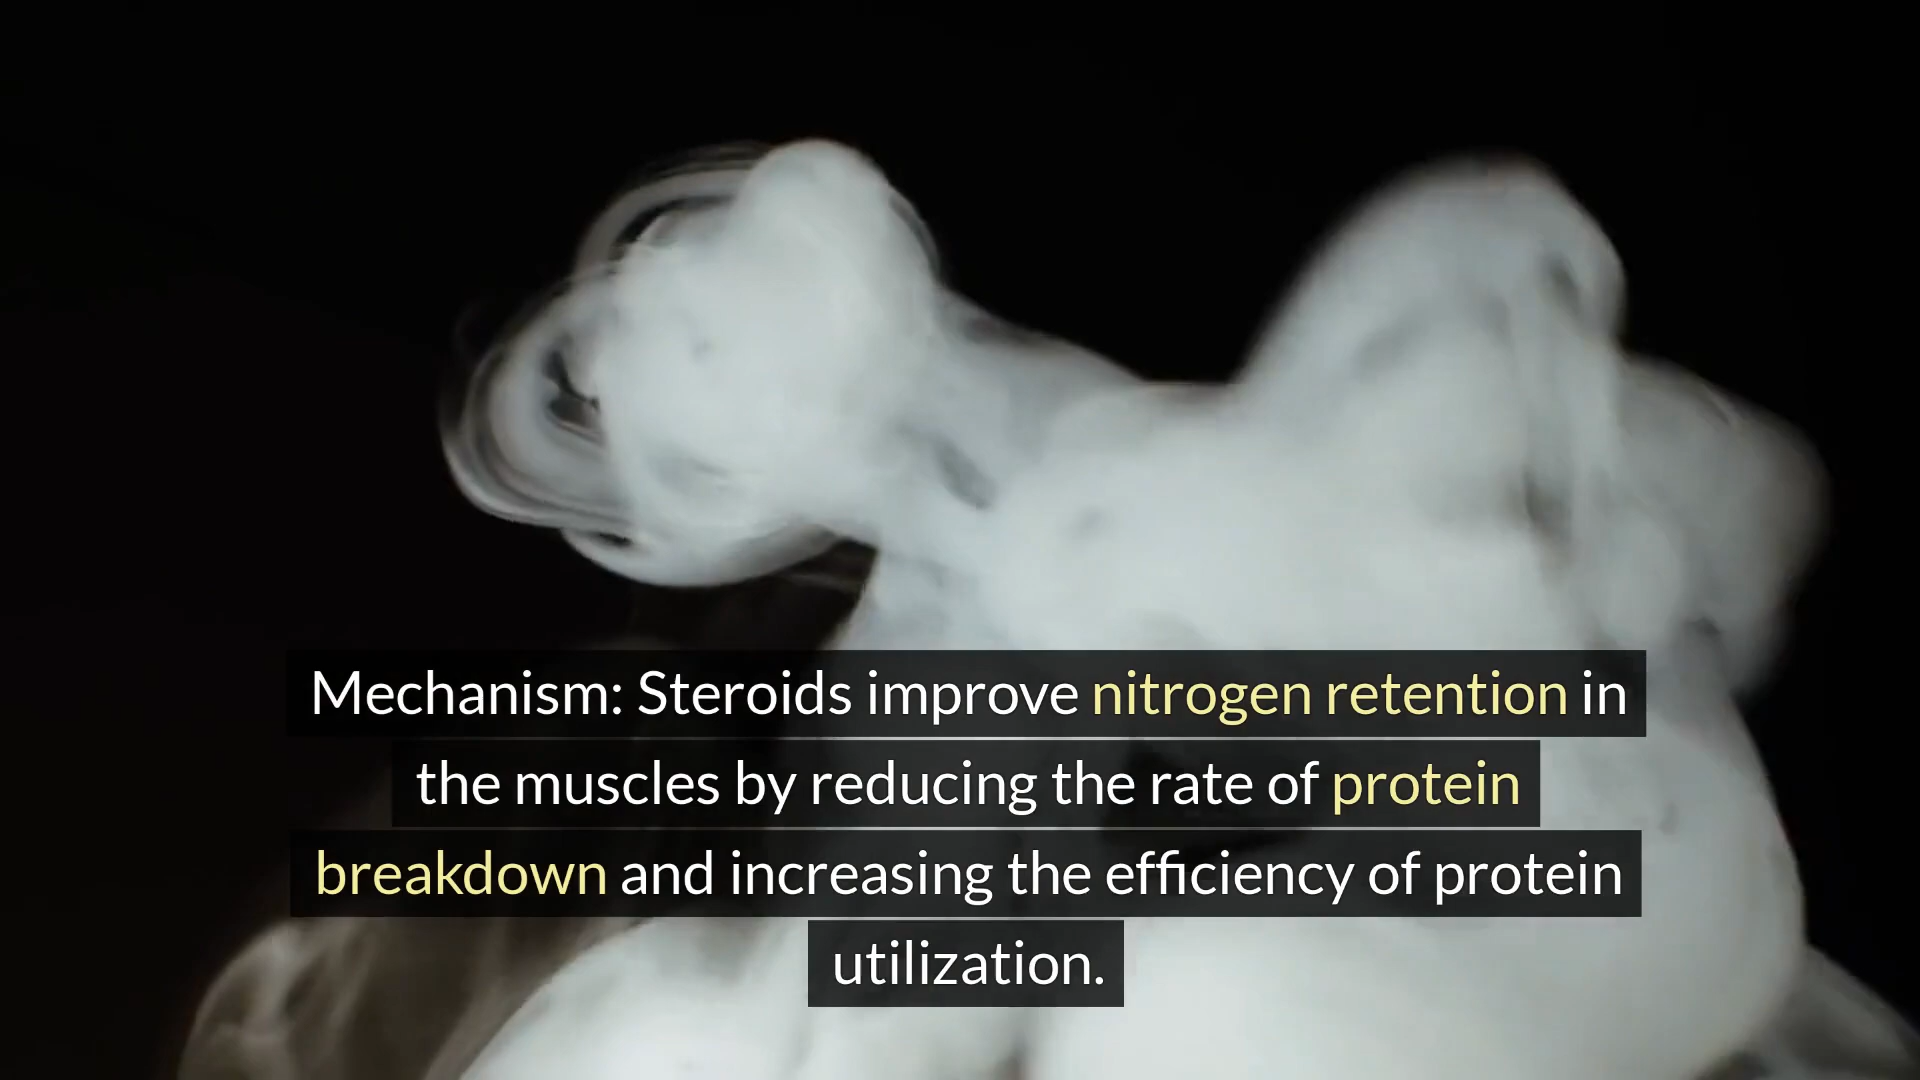 Mechanism: Steroids improve nitrogen retention in
the muscles by reducing the rate of protein
breakdown and increasing the efficiency of protein
utilization.